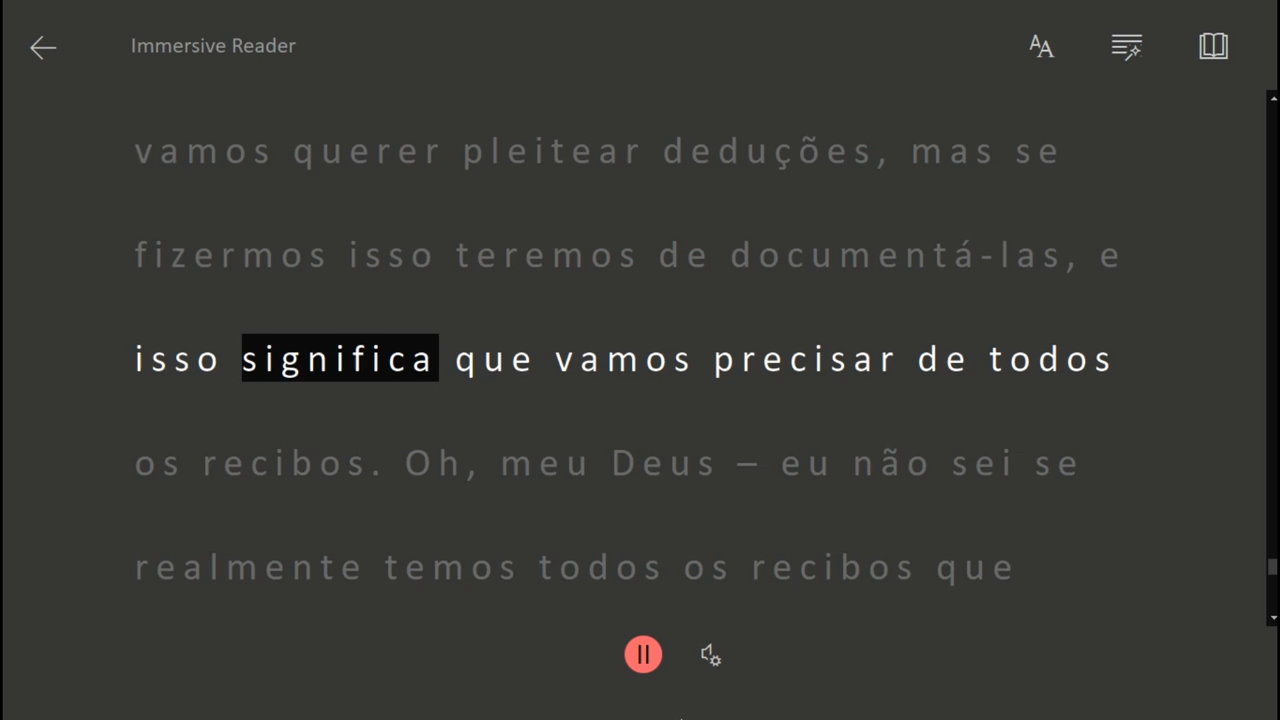 Immersive Reader
vamos querer pleitear deduções, mas se
fizermos isso teremos de documentá-las, e
isso significa que vamos precisar de todos
os recibos. Oh, meu Deus – eu não sei se
realmente temos todos os recibos que